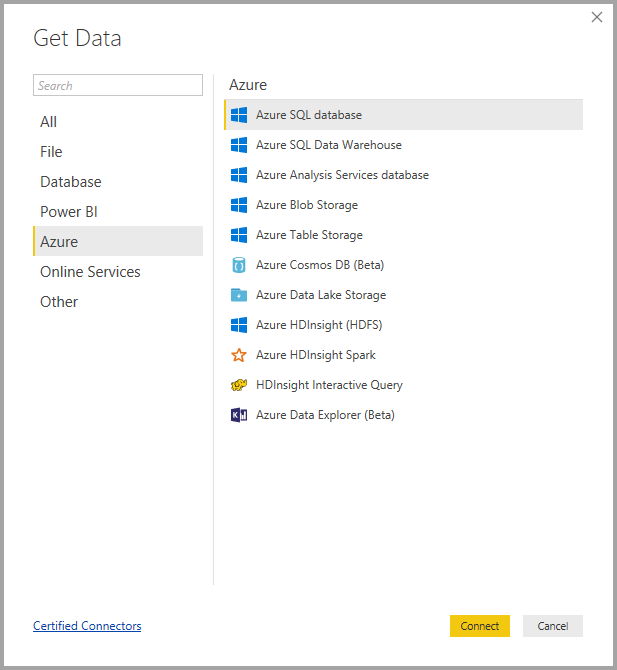 Get Data
Search
All
File
Database
Power BI
Azure
Online Services
Other
Azure
Azure SQL database
Azure SQL Data Warehouse
Azure Analysis Services database
Azure Blob Storage
Azure Table Storage
Azure Cosmos DB (Beta)
Azure Data Lake Storage
Azure HDInsight (HDFS)
Azure HDInsight Spark
HDInsight Interactive Query
Azure Data Explorer (Beta)
Certified Connectors
Connect
Cancel